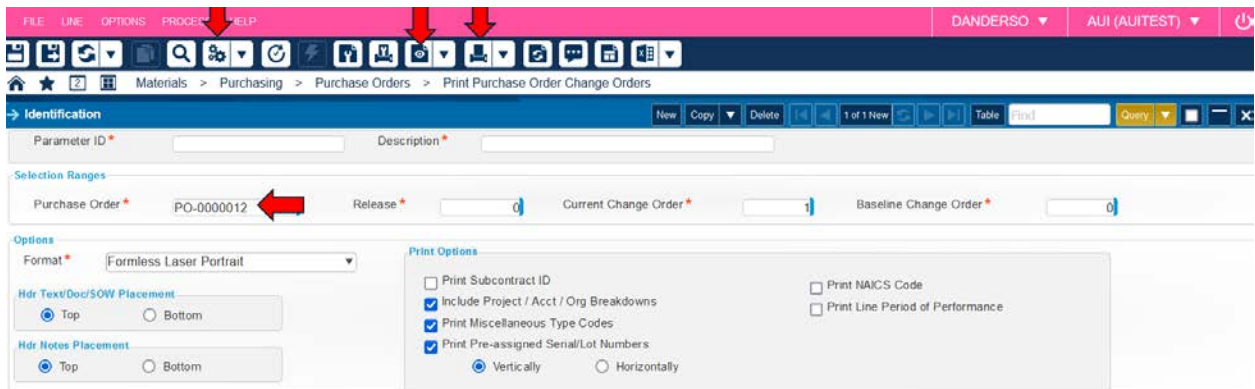 FILE LINE OPTIONS HELP DANDERSO AUI (AUITEST)
2 Materials > Purchasing > Purchase Orders > Print Purchase Order Change Orders
Identification New Copy Delete 1 of 1 New Table Find Query
Parameter ID * Description *
Selection Ranges
Purchase Order * PO-0000012 Release * 0 Current Change Order * 1 Baseline Change Order * 0
Options
Format * Formless Laser Portrait
Print Options
Print Subcontract ID Print NAICS Code
Hdr Text/Doc/SOW Placement
Include Project / Acct / Org Breakdowns Print Line Period of Performance
Top Bottom
Print Miscellaneous Type Codes
Hdr Notes Placement
Print Pre-assigned Serial/Lot Numbers
Top Bottom Vertically Horizontally